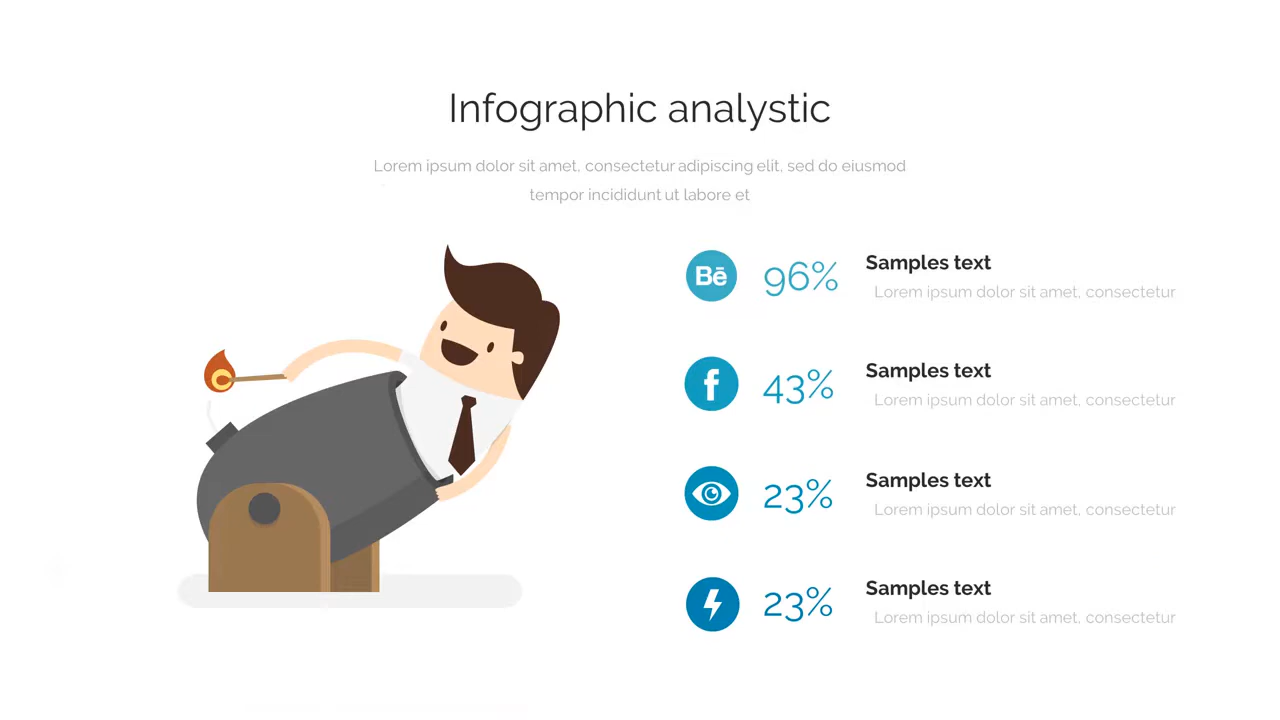 Infographic analystic
Lorem ipsum dolor sit amet, consectetur adipiscing elit, sed do eiusmod
tempor incididunt ut labore et
Bē 96% Samples text
Lorem ipsum dolor sit amet, consectetur
f 43% Samples text
Lorem ipsum dolor sit amet, consectetur
23% Samples text
Lorem ipsum dolor sit amet, consectetur
23% Samples text
Lorem ipsum dolor sit amet, consectetur